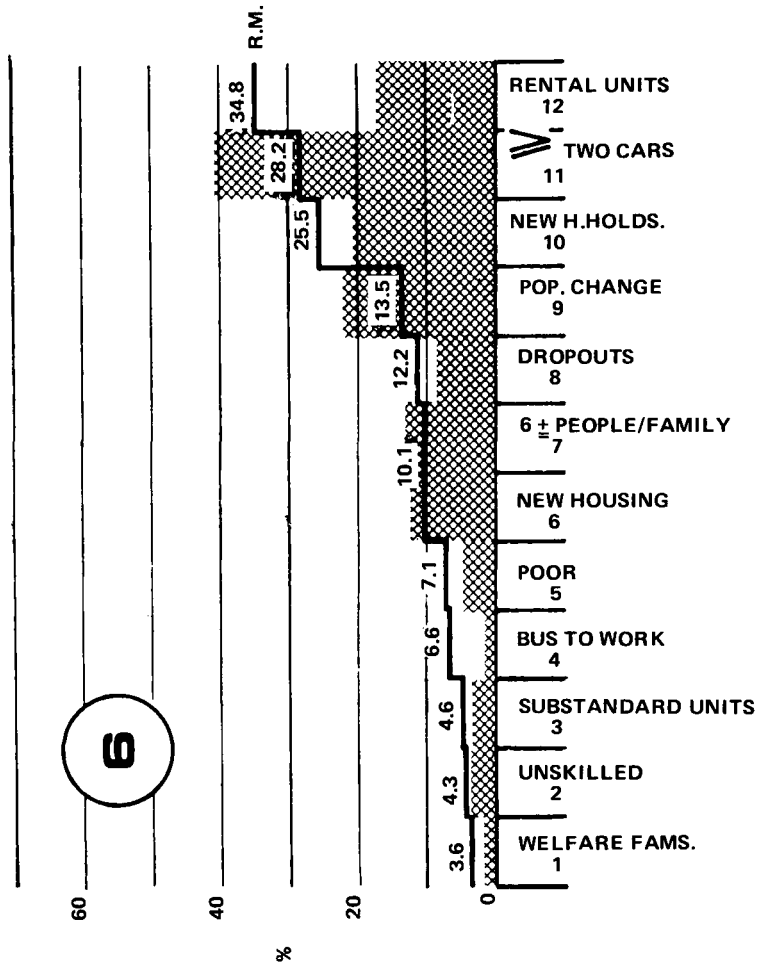 R.M.
34.8
28.2
25.5
13.5
12.2
10.1
7.1
6.6
4.6
4.3
3.6
60
40
20
0
%
6
RENTAL UNITS
12
⩾ TWO CARS
11
NEW H.HOLDS.
10
POP. CHANGE
9
DROPOUTS
8
6 ± PEOPLE/FAMILY
7
NEW HOUSING
6
POOR
5
BUS TO WORK
4
SUBSTANDARD UNITS
3
UNSKILLED
2
WELFARE FAMS.
1